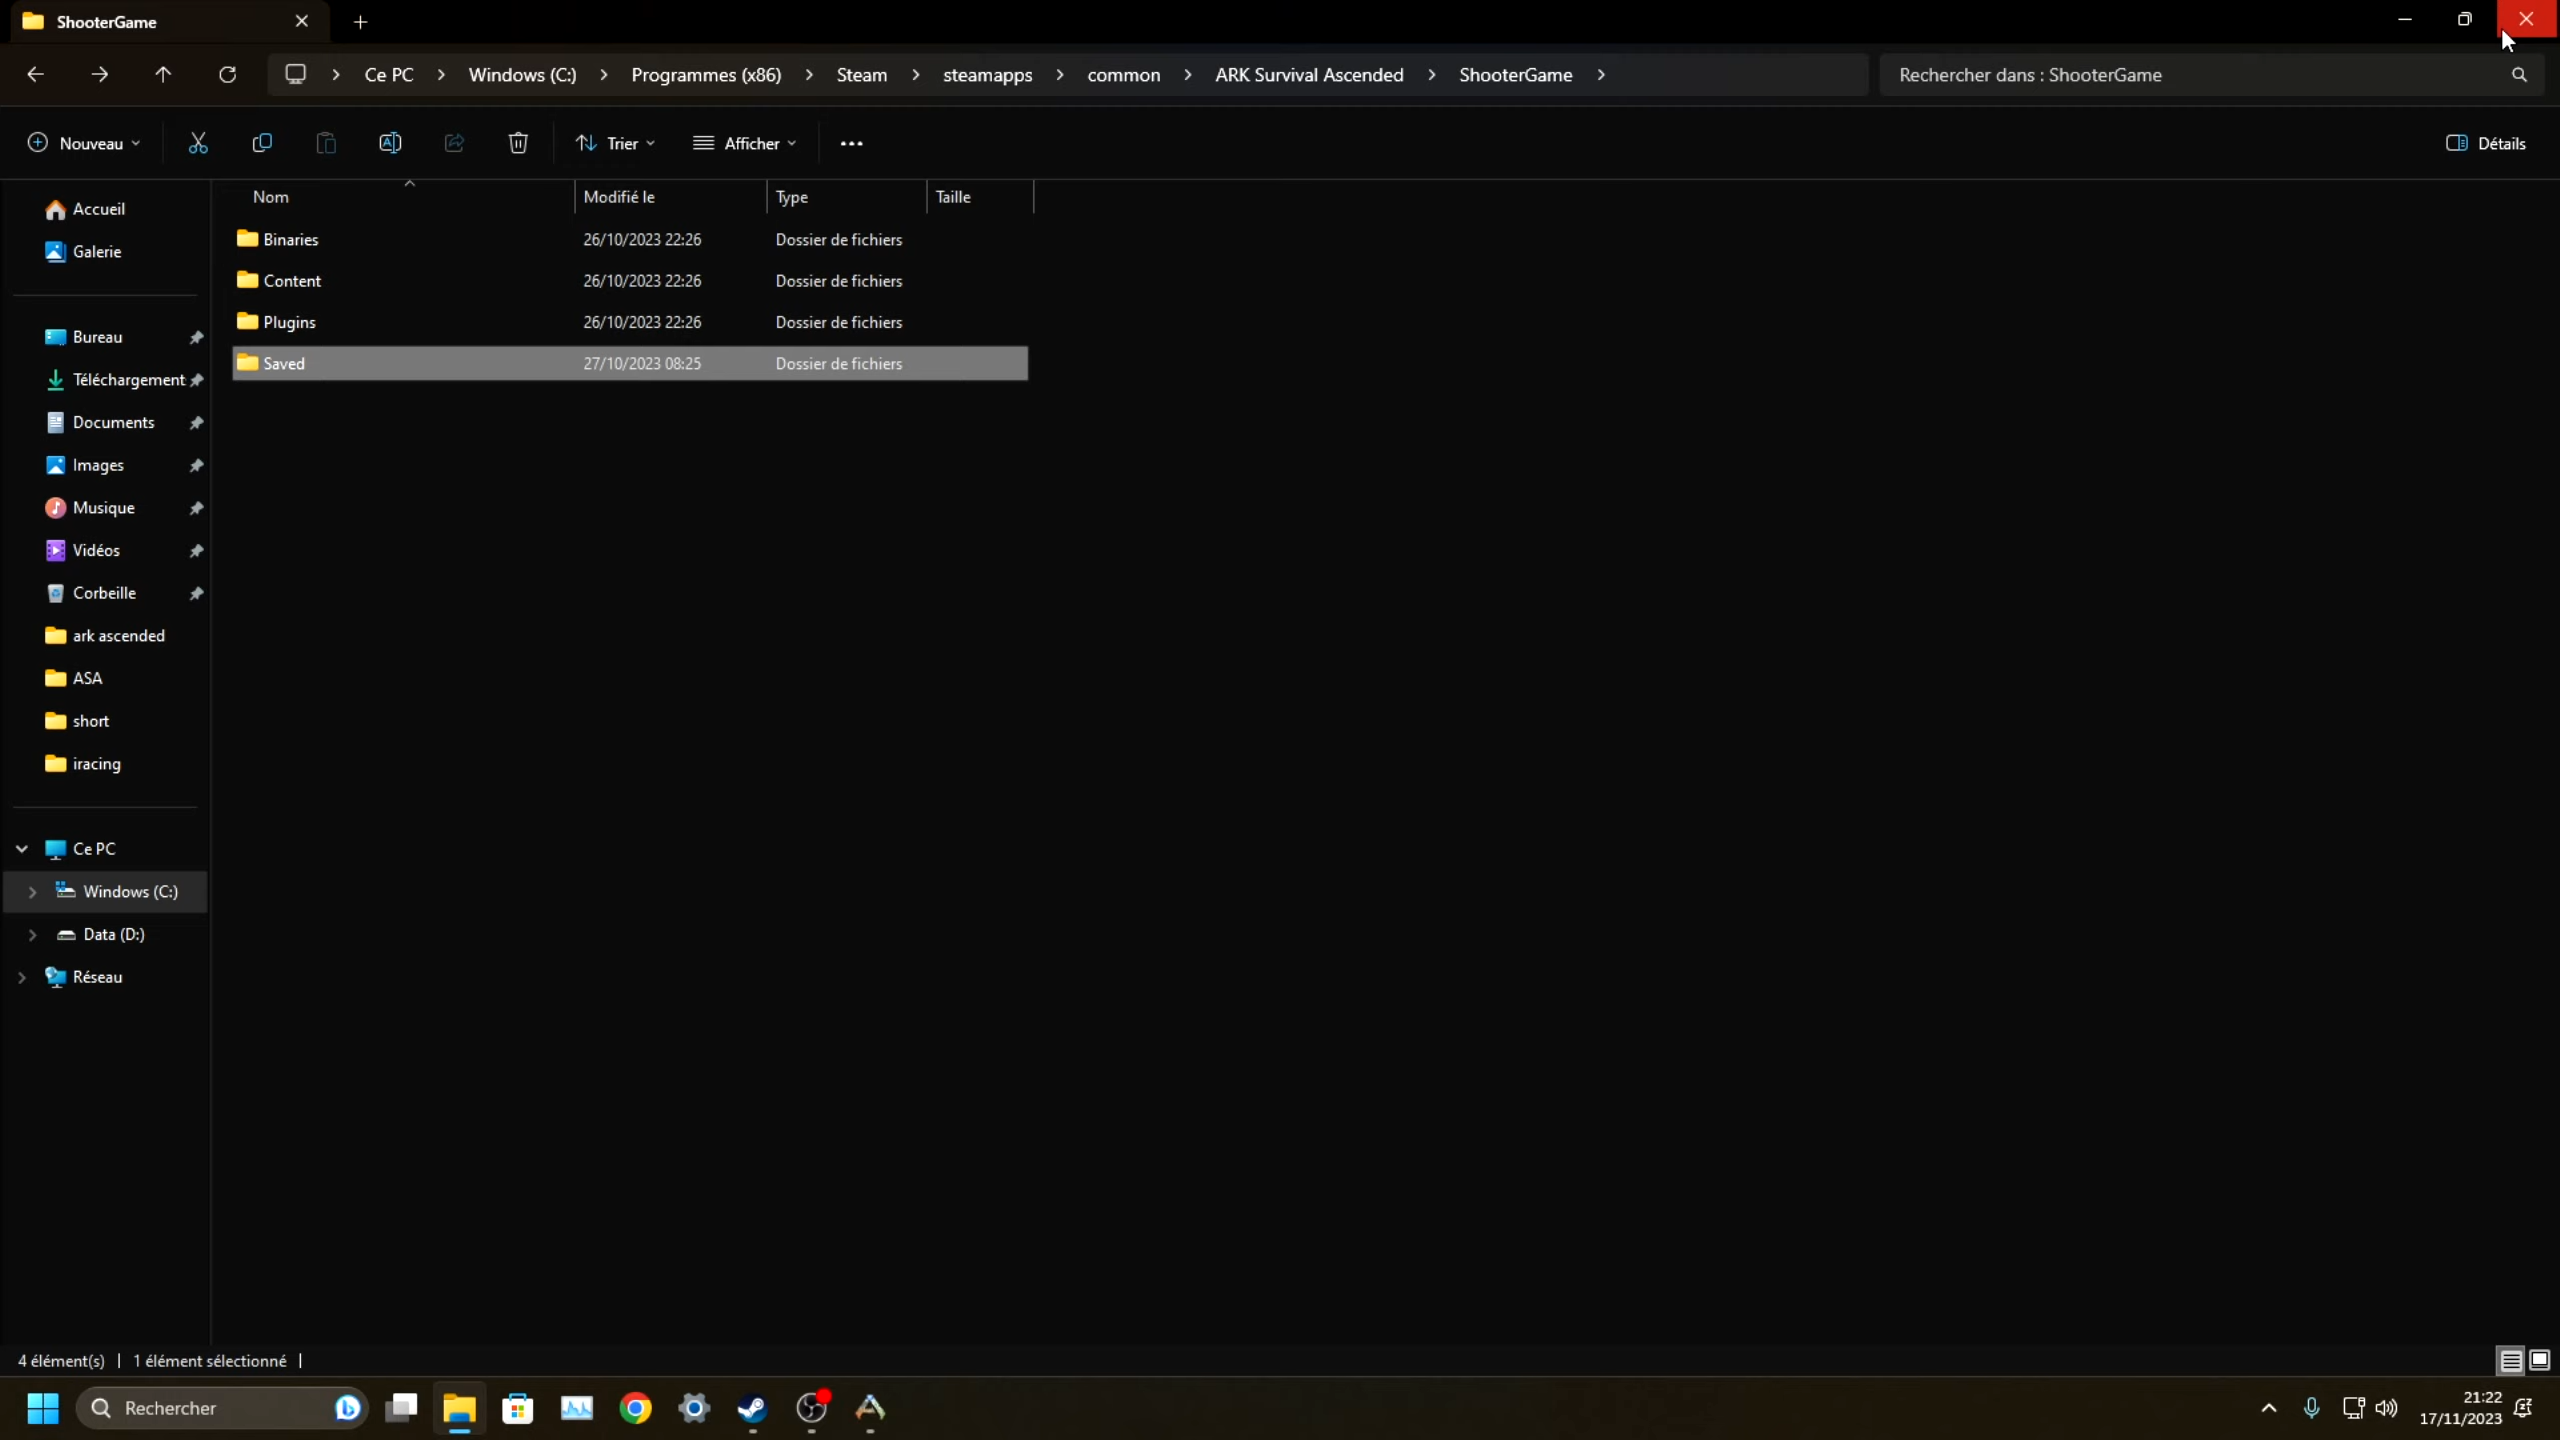 ShooterGame
Ce PC > Windows (C:) > Programmes (x86) > Steam > steamapps > common > ARK Survival Ascended > ShooterGame >
Rechercher dans : ShooterGame
Nouveau
Trier
Afficher
Détails
Nom Modifié le Type Taille
Binaries 26/10/2023 22:26 Dossier de fichiers
Content 26/10/2023 22:26 Dossier de fichiers
Plugins 26/10/2023 22:26 Dossier de fichiers
Saved 27/10/2023 08:25 Dossier de fichiers
Accueil
Galerie
Bureau
Téléchargement
Documents
Images
Musique
Vidéos
Corbeille
ark ascended
ASA
short
iracing
Ce PC
Windows (C:)
Data (D:)
Réseau
4 élément(s) | 1 élément sélectionné |
Rechercher
21:22
17/11/2023